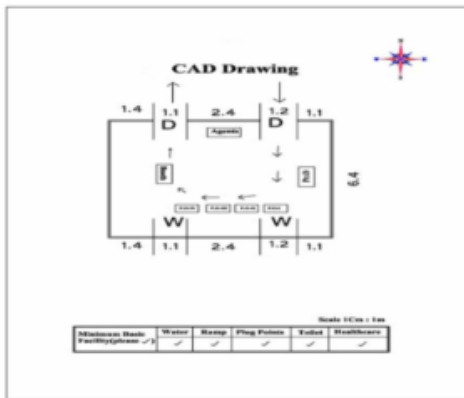 CAD Drawing
1.4 1.1 2.4 1.2 1.1
D D
Agents
6.4
W W
1.4 1.1 2.4 1.2 1.1
Scale 1Cm : 1m
Minimum Basic Facility(please ✓) Water Ramp Plug Points Toilet Healthcare
✓ ✓ ✓ ✓ ✓